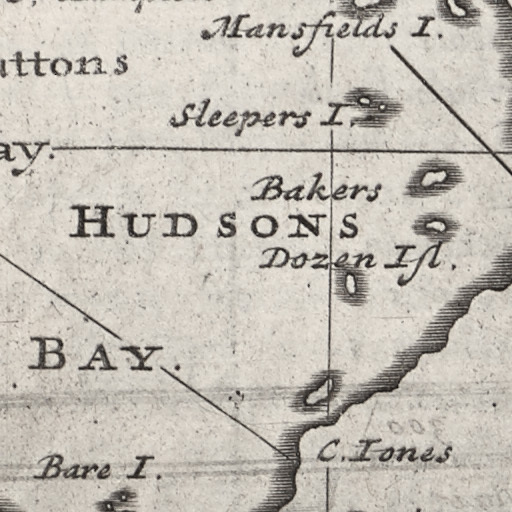 Mansfields I.
uttons
Sleepers I.
ay.
Bakers
HUDSONS
Dozen Iſl.
BAY.
C. Iones
Bare I.